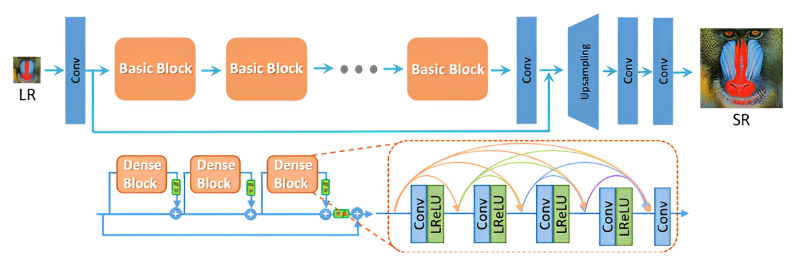 LR
Conv
Basic Block
Basic Block
Basic Block
Conv
Upsampling
Conv
Conv
SR
Dense
Block
Dense
Block
Dense
Block
Conv
LReLU
Conv
LReLU
Conv
LReLU
Conv
LReLU
Conv